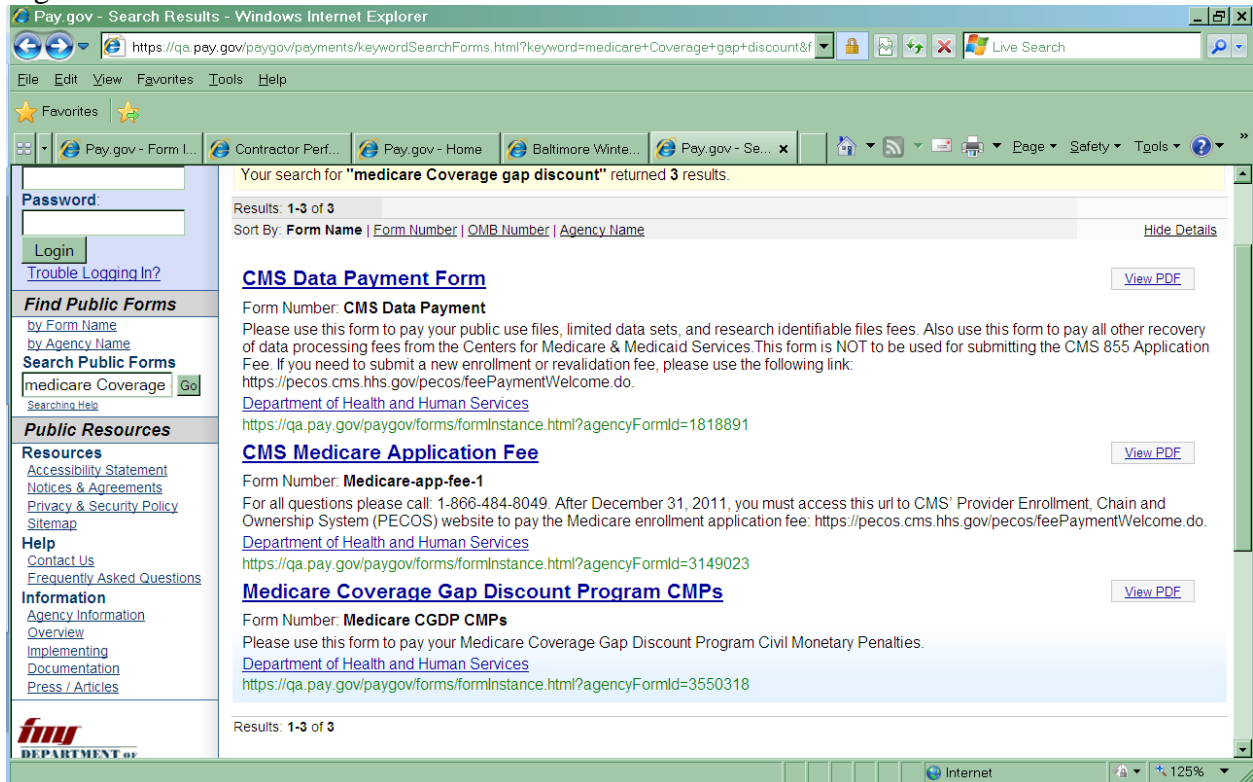 Pay.gov - Search Results - Windows Internet Explorer
https://qa.pay.gov/paygov/payments/keywordSearchForms.html?keyword=medicare+Coverage+gap+discount&f
Live Search
File Edit View Favorites Tools Help
Favorites
Pay.gov - Form I... Contractor Perf... Pay.gov - Home Baltimore Winte... Pay.gov - Se... x Page Safety Tools »
Password:
Login
Trouble Logging In?
Find Public Forms
by Form Name
by Agency Name
Search Public Forms
medicare Coverage Go
Searching Help
Public Resources
Resources
Accessibility Statement
Notices & Agreements
Privacy & Security Policy
Sitemap
Help
Contact Us
Frequently Asked Questions
Information
Agency Information
Overview
Implementing
Documentation
Press / Articles
fmy
DEPARTMENT OF
Your search for "medicare Coverage gap discount" returned 3 results.
Results: 1-3 of 3
Sort By: Form Name | Form Number | OMB Number | Agency Name Hide Details
CMS Data Payment Form View PDF
Form Number: CMS Data Payment
Please use this form to pay your public use files, limited data sets, and research identifiable files fees. Also use this form to pay all other recovery
of data processing fees from the Centers for Medicare & Medicaid Services.This form is NOT to be used for submitting the CMS 855 Application
Fee. If you need to submit a new enrollment or revalidation fee, please use the following link:
https://pecos.cms.hhs.gov/pecos/feePaymentWelcome.do.
Department of Health and Human Services
https://qa.pay.gov/paygov/forms/formInstance.html?agencyFormId=1818891
CMS Medicare Application Fee View PDF
Form Number: Medicare-app-fee-1
For all questions please call: 1-866-484-8049. After December 31, 2011, you must access this url to CMS' Provider Enrollment, Chain and
Ownership System (PECOS) website to pay the Medicare enrollment application fee: https://pecos.cms.hhs.gov/pecos/feePaymentWelcome.do.
Department of Health and Human Services
https://qa.pay.gov/paygov/forms/formInstance.html?agencyFormId=3149023
Medicare Coverage Gap Discount Program CMPs View PDF
Form Number: Medicare CGDP CMPs
Please use this form to pay your Medicare Coverage Gap Discount Program Civil Monetary Penalties.
Department of Health and Human Services
https://qa.pay.gov/paygov/forms/formInstance.html?agencyFormId=3550318
Results: 1-3 of 3
Internet 125%